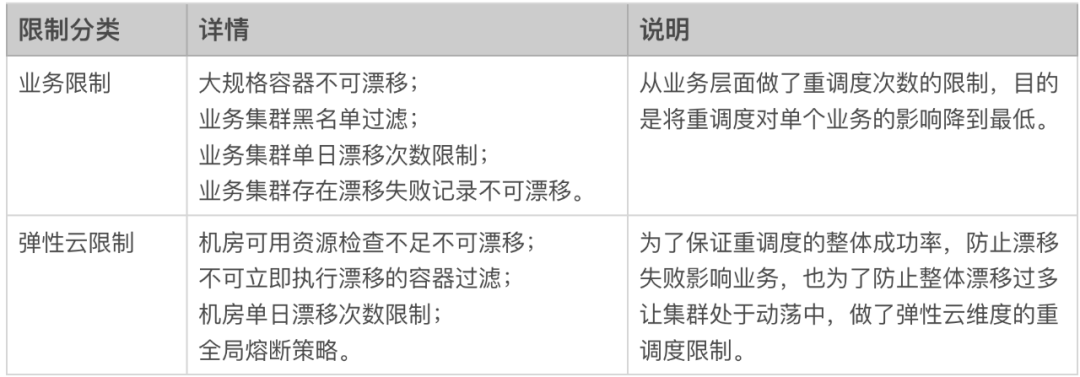 限制分类 详情 说明
业务限制 大规格容器不可漂移； 从业务层面做了重调度次数的限制，目的
业务集群黑名单过滤； 是将重调度对单个业务的影响降到最低。
业务集群单日漂移次数限制；
业务集群存在漂移失败记录不可漂移。
弹性云限制 机房可用资源检查不足不可漂移； 为了保证重调度的整体成功率，防止漂移
不可立即执行漂移的容器过滤； 失败影响业务，也为了防止整体漂移过多
机房单日漂移次数限制； 让集群处于动荡中，做了弹性云维度的重
全局熔断策略。 调度限制。